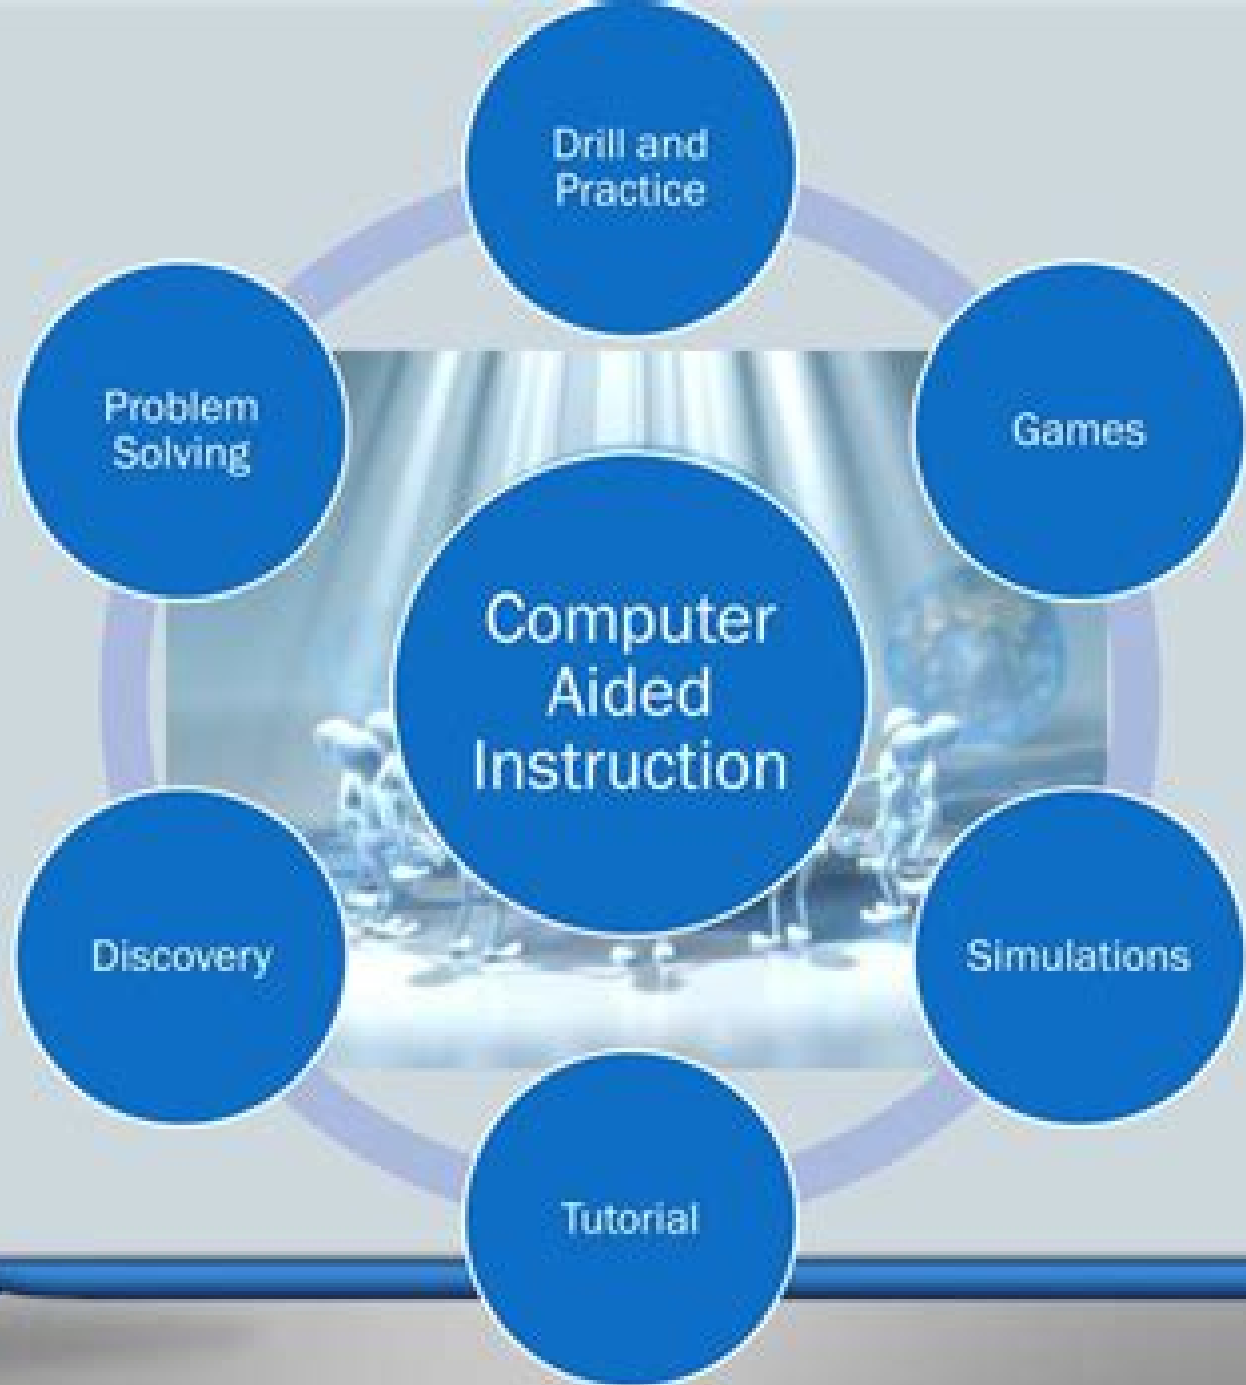 Drill and
Practice
Problem
Solving
Games
Computer
Aided
Instruction
Discovery
Simulations
Tutorial